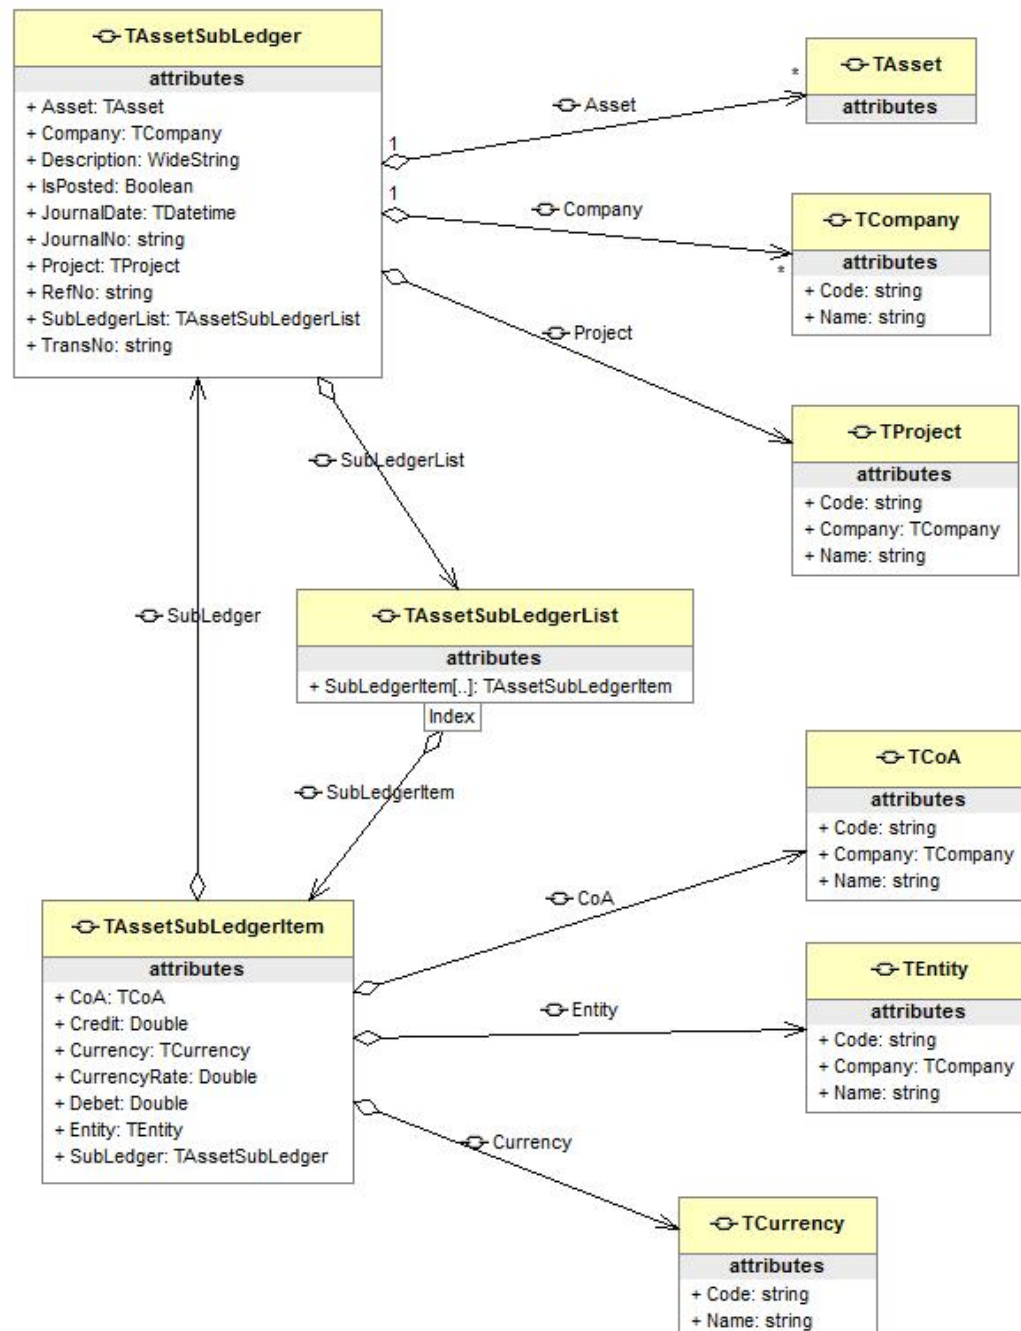 TAssetSubLedger
attributes
+ Asset: TAsset
+ Company: TCompany
+ Description: WideString
+ IsPosted: Boolean
+ JournalDate: TDatetime
+ JournalNo: string
+ Project: TProject
+ RefNo: string
+ SubLedgerList: TAssetSubLedgerList
+ TransNo: string
1
Asset
*
TAsset
attributes
1
Company
*
TCompany
attributes
+ Code: string
+ Name: string
Project
TProject
attributes
+ Code: string
+ Company: TCompany
+ Name: string
SubLedgerList
SubLedger
TAssetSubLedgerList
attributes
+ SubLedgerItem[..]: TAssetSubLedgerItem
Index
SubLedgerItem
TAssetSubLedgerItem
attributes
+ CoA: TCoA
+ Credit: Double
+ Currency: TCurrency
+ CurrencyRate: Double
+ Debet: Double
+ Entity: TEntity
+ SubLedger: TAssetSubLedger
CoA
TCoA
attributes
+ Code: string
+ Company: TCompany
+ Name: string
Entity
TEntity
attributes
+ Code: string
+ Company: TCompany
+ Name: string
Currency
TCurrency
attributes
+ Code: string
+ Name: string